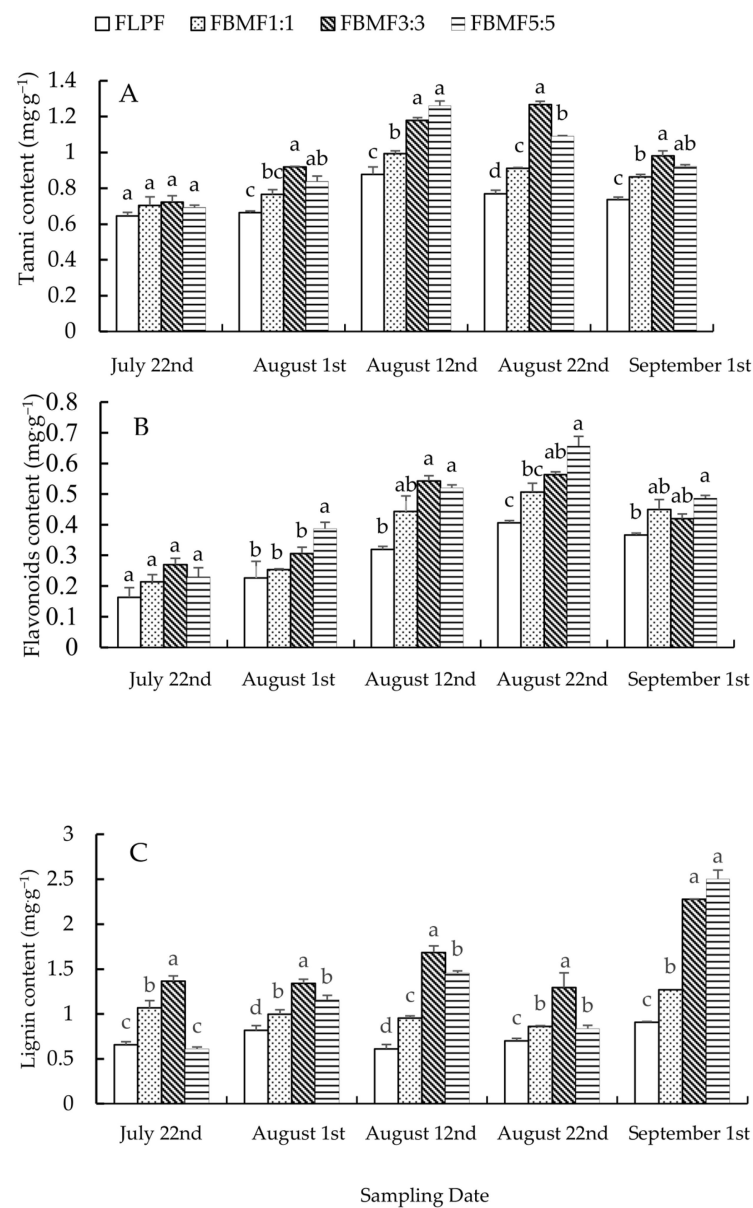 FLPF FBMF1:1 FBMF3:3 FBMF5:5
A
Tanni content (mg·g⁻¹)
1.4
1.2
1
0.8
0.6
0.4
0.2
0
a a a a
c bc a ab
c b a a
d c a b
c b a ab
July 22nd August 1st August 12nd August 22nd September 1st
B
Flavonoids content (mg·g⁻¹)
0.8
0.7
0.6
0.5
0.4
0.3
0.2
0.1
0
a a a a
b b b a
b ab a a
c bc ab a
b ab ab a
July 22nd August 1st August 12nd August 22nd September 1st
C
Lignin content (mg·g⁻¹)
3
2.5
2
1.5
1
0.5
0
c b a c
d b a b
d c a b
c b a b
c b a a
July 22nd August 1st August 12nd August 22nd September 1st
Sampling Date